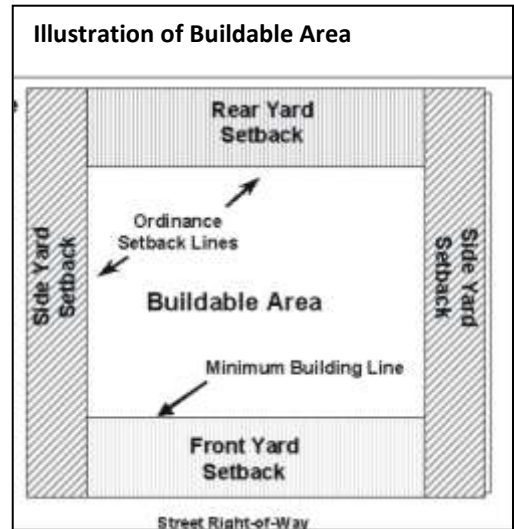 Illustration of Buildable Area
Rear Yard
Setback
Ordinance
Setback Lines
Side Yard
Setback
Side Yard
Setback
Buildable Area
Minimum Building Line
Front Yard
Setback
Street Right-of-Way